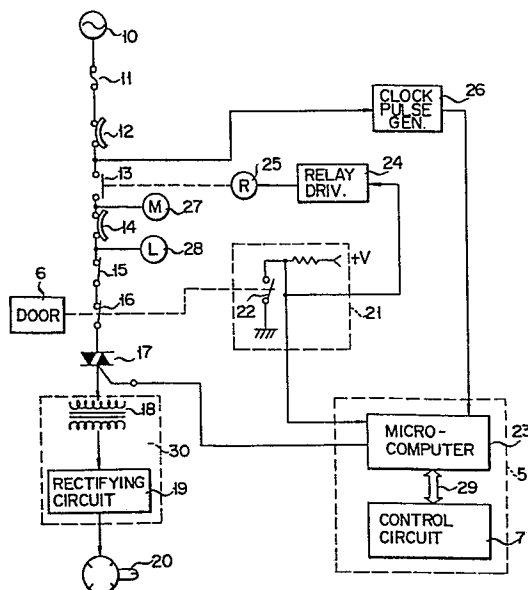 10
11
12
26
CLOCK
PULSE
GEN.
13
25
24
R
RELAY
DRIV.
M
27
14
L
28
15
6
DOOR
16
22
+V
21
17
18
30
MICRO-
COMPUTER
23
5
19
RECTIFYING
CIRCUIT
29
CONTROL
CIRCUIT
7
20